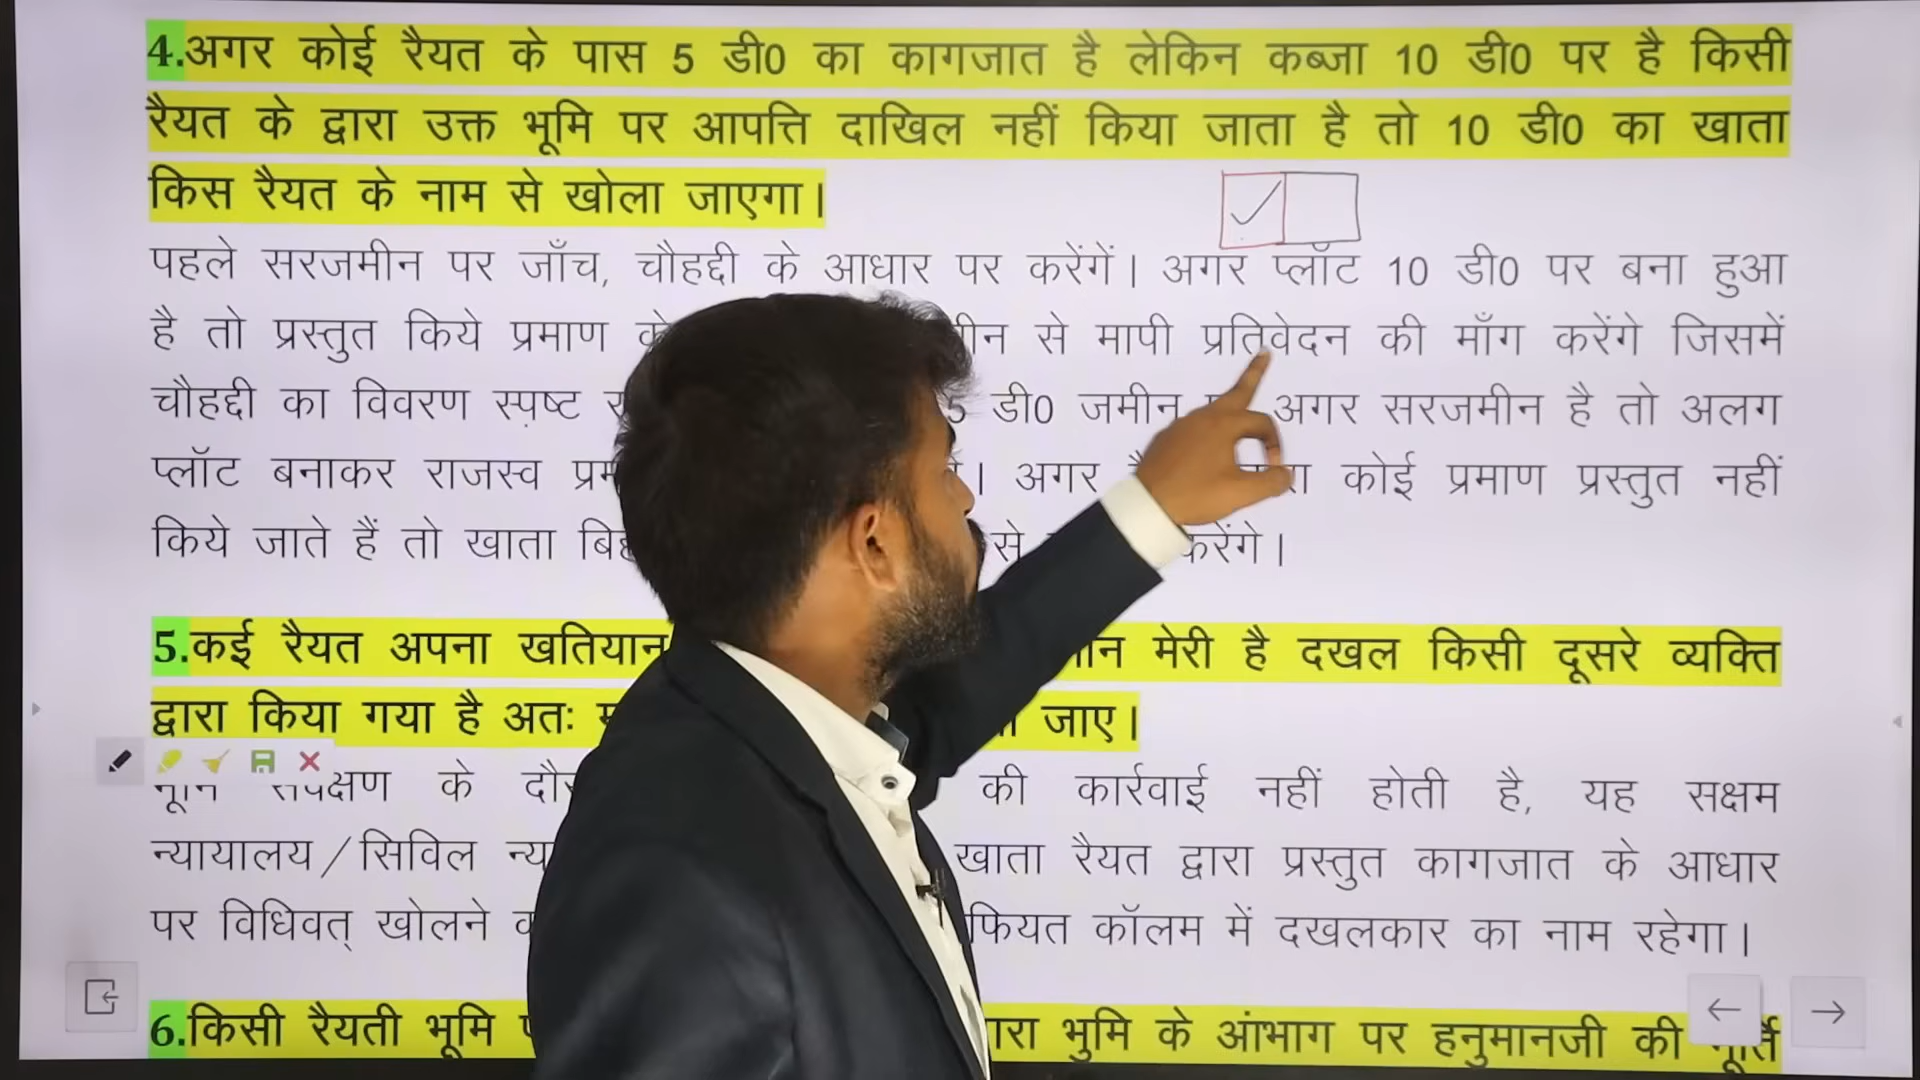 4.अगर कोई रैयत के पास 5 डी0 का कागजात है लेकिन कब्जा 10 डी0 पर है किसी
रैयत के द्वारा उक्त भूमि पर आपत्ति दाखिल नहीं किया जाता है तो 10 डी0 का खाता
किस रैयत के नाम से खोला जाएगा।
पहले सरजमीन पर जाँच, चौहद्दी के आधार पर करेंगें। अगर प्लॉट 10 डी0 पर बना हुआ
है तो प्रस्तुत किये प्रमाण से मापी प्रतिवेदन की माँग करेंगे जिसमें
चौहद्दी का विवरण स्पष्ट 5 डी0 जमीन अगर सरजमीन है तो अलग
प्लॉट बनाकर राजस्व । अगर कोई प्रमाण प्रस्तुत नहीं
किये जाते हैं तो खाता से करेंगे।
5.कई रैयत अपना खतियान मेरी है दखल किसी दूसरे व्यक्ति
द्वारा किया गया है अतः जाए।
के की कार्रवाई नहीं होती है, यह सक्षम
न्यायालय/सिविल खाता रैयत द्वारा प्रस्तुत कागजात के आधार
पर विधिवत् खोलने कॉलम में दखलकार का नाम रहेगा।
6.किसी रैयती भूमि भुमि के अंभाग पर हनुमानजी की मूर्ति